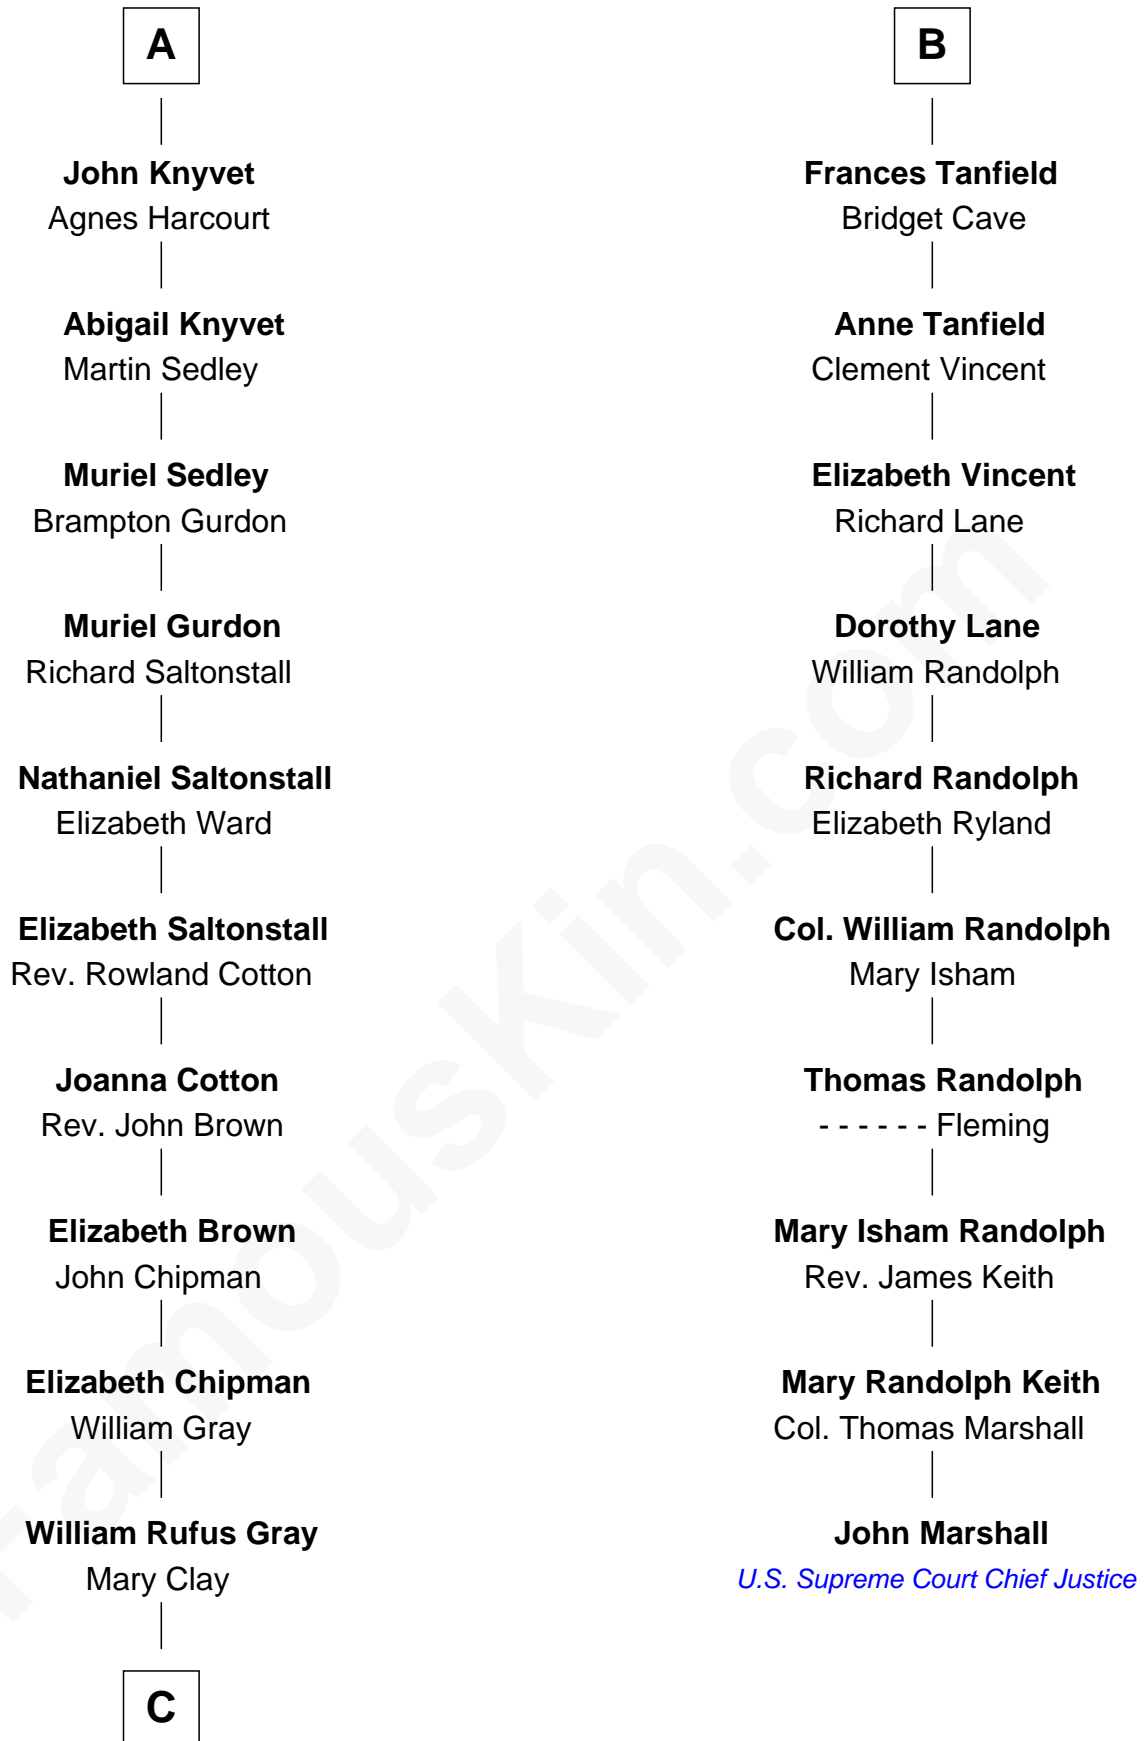 A
John Knyvet
Agnes Harcourt
Abigail Knyvet
Martin Sedley
Muriel Sedley
Brampton Gurdon
Muriel Gurdon
Richard Saltonstall
Nathaniel Saltonstall
Elizabeth Ward
Elizabeth Saltonstall
Rev. Rowland Cotton
Joanna Cotton
Rev. John Brown
Elizabeth Brown
John Chipman
Elizabeth Chipman
William Gray
William Rufus Gray
Mary Clay
C
B
Frances Tanfield
Bridget Cave
Anne Tanfield
Clement Vincent
Elizabeth Vincent
Richard Lane
Dorothy Lane
William Randolph
Richard Randolph
Elizabeth Ryland
Col. William Randolph
Mary Isham
Thomas Randolph
- - - - - - Fleming
Mary Isham Randolph
Rev. James Keith
Mary Randolph Keith
Col. Thomas Marshall
John Marshall
U.S. Supreme Court Chief Justice
FamousKin.com